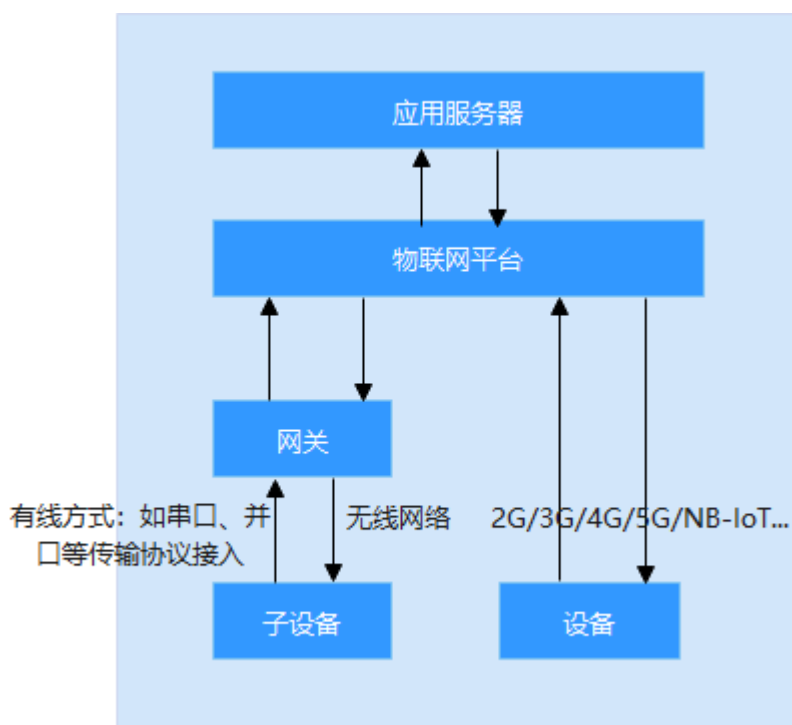 应用服务器
物联网平台
网关
有线方式：如串口、并
口等传输协议接入
无线网络
2G/3G/4G/5G/NB-IoT...
子设备
设备